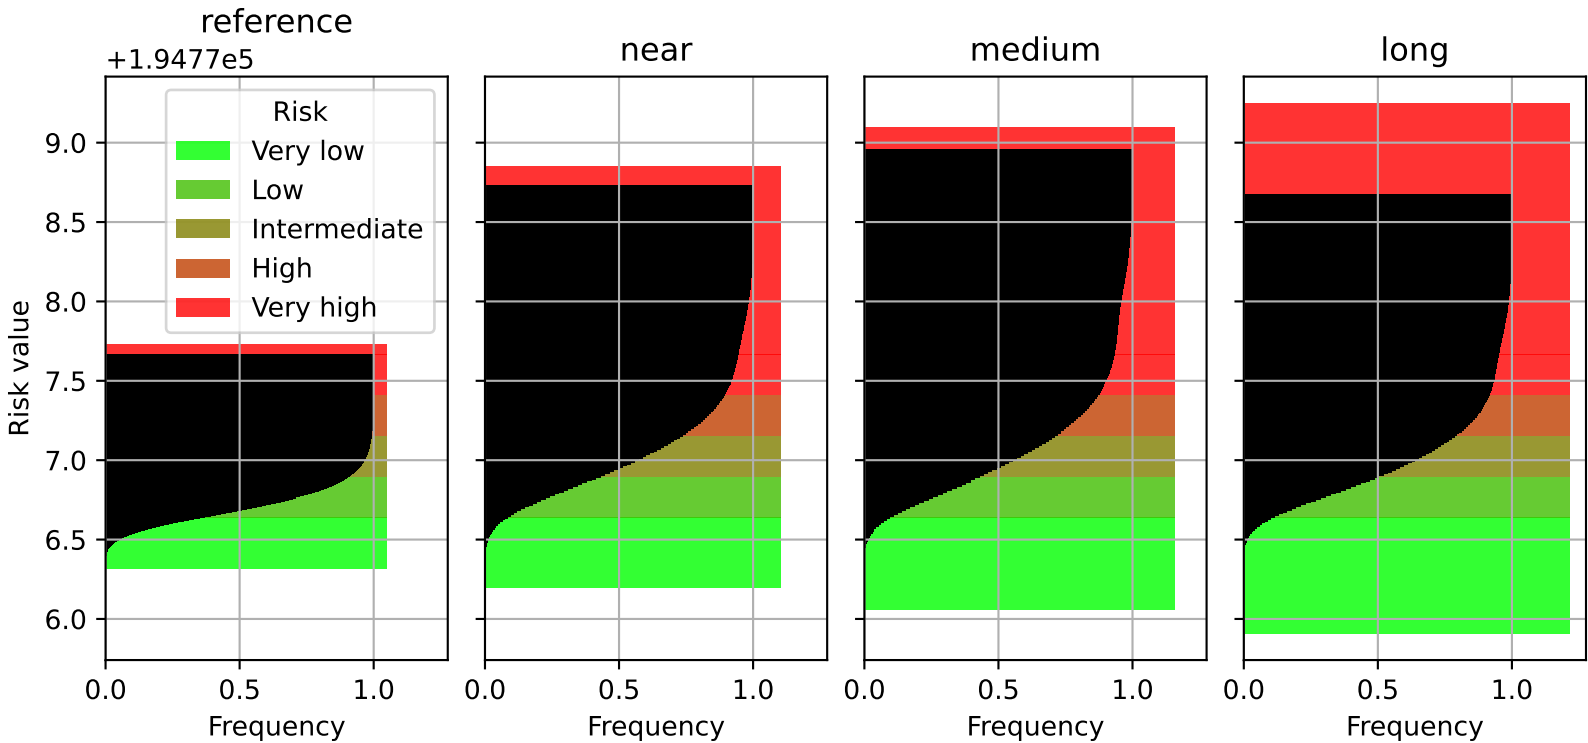 reference
near
medium
long
+1.9477e5
Risk
Very low
Low
Intermediate
High
Very high
Risk value
9.0
8.5
8.0
7.5
7.0
6.5
6.0
0.0 0.5 1.0
0.0 0.5 1.0
0.0 0.5 1.0
0.0 0.5 1.0
Frequency
Frequency
Frequency
Frequency